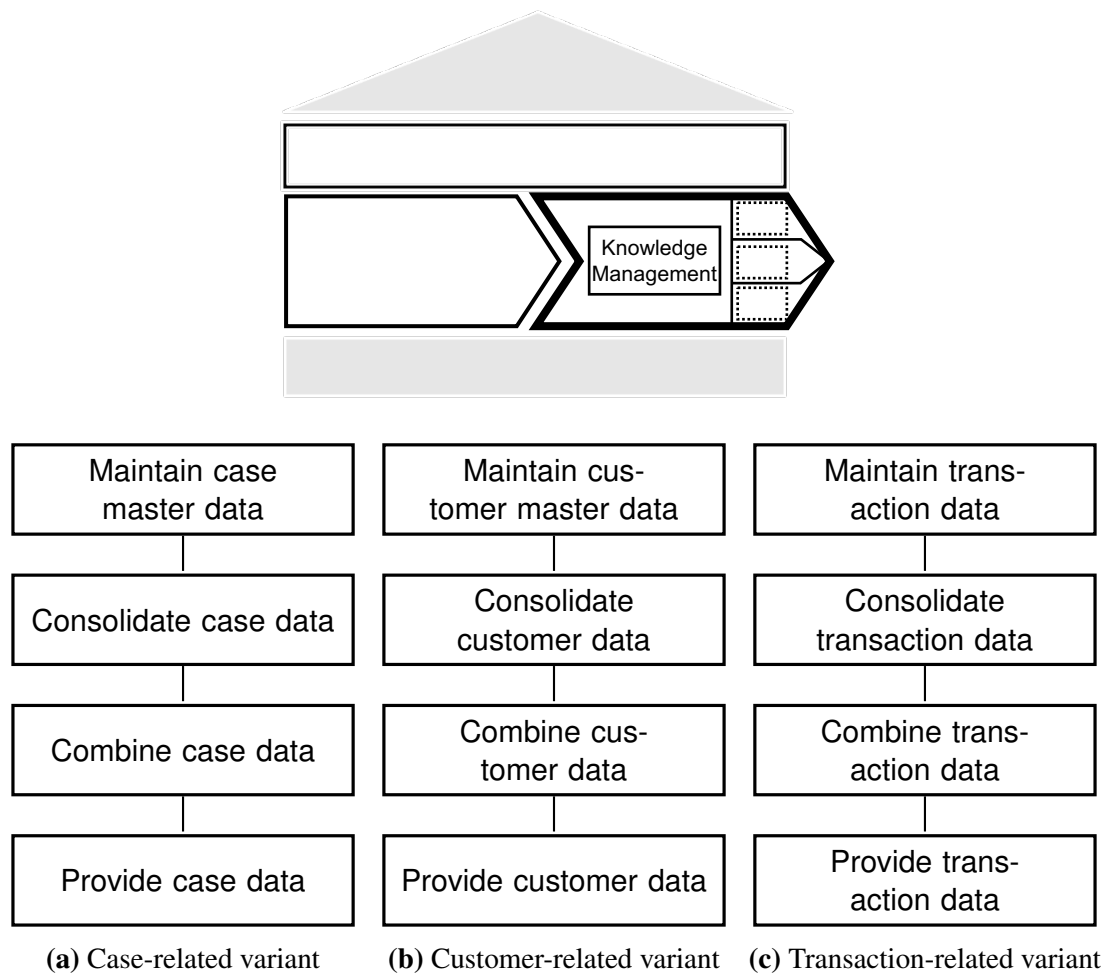 Knowledge
Management
Maintain case
master data
Consolidate case data
Combine case data
Provide case data
(a) Case-related variant
Maintain cus-
tomer master data
Consolidate
customer data
Combine cus-
tomer data
Provide customer data
(b) Customer-related variant
Maintain trans-
action data
Consolidate
transaction data
Combine trans-
action data
Provide trans-
action data
(c) Transaction-related variant